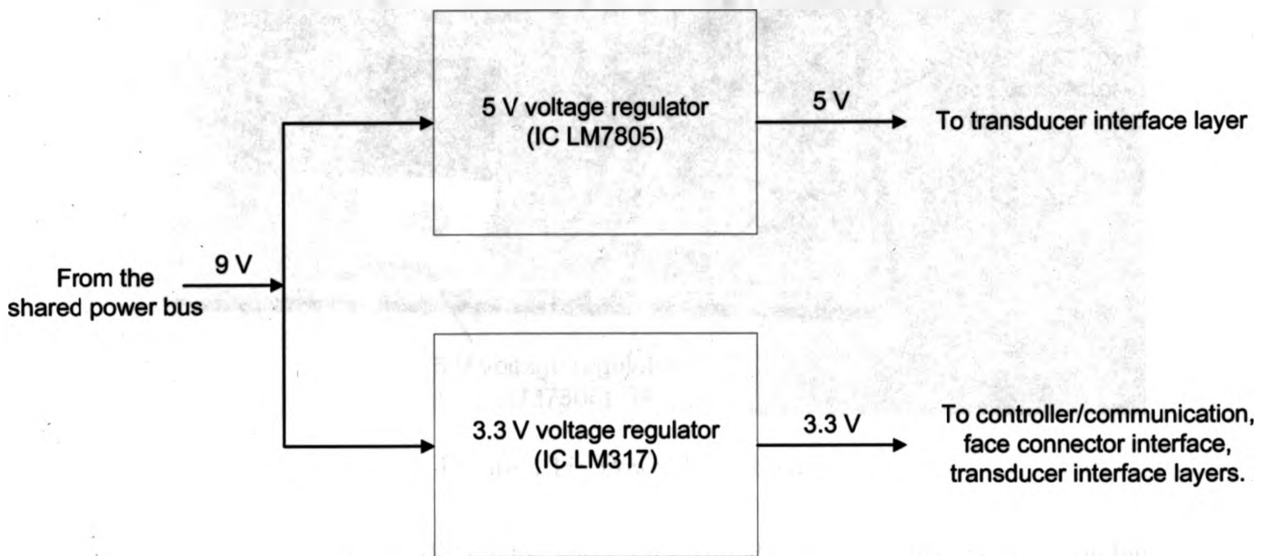 5 V voltage regulator
(IC LM7805)
5 V
To transducer interface layer
9 V
From the
shared power bus
3.3 V voltage regulator
(IC LM317)
3.3 V
To controller/communication,
face connector interface,
transducer interface layers.